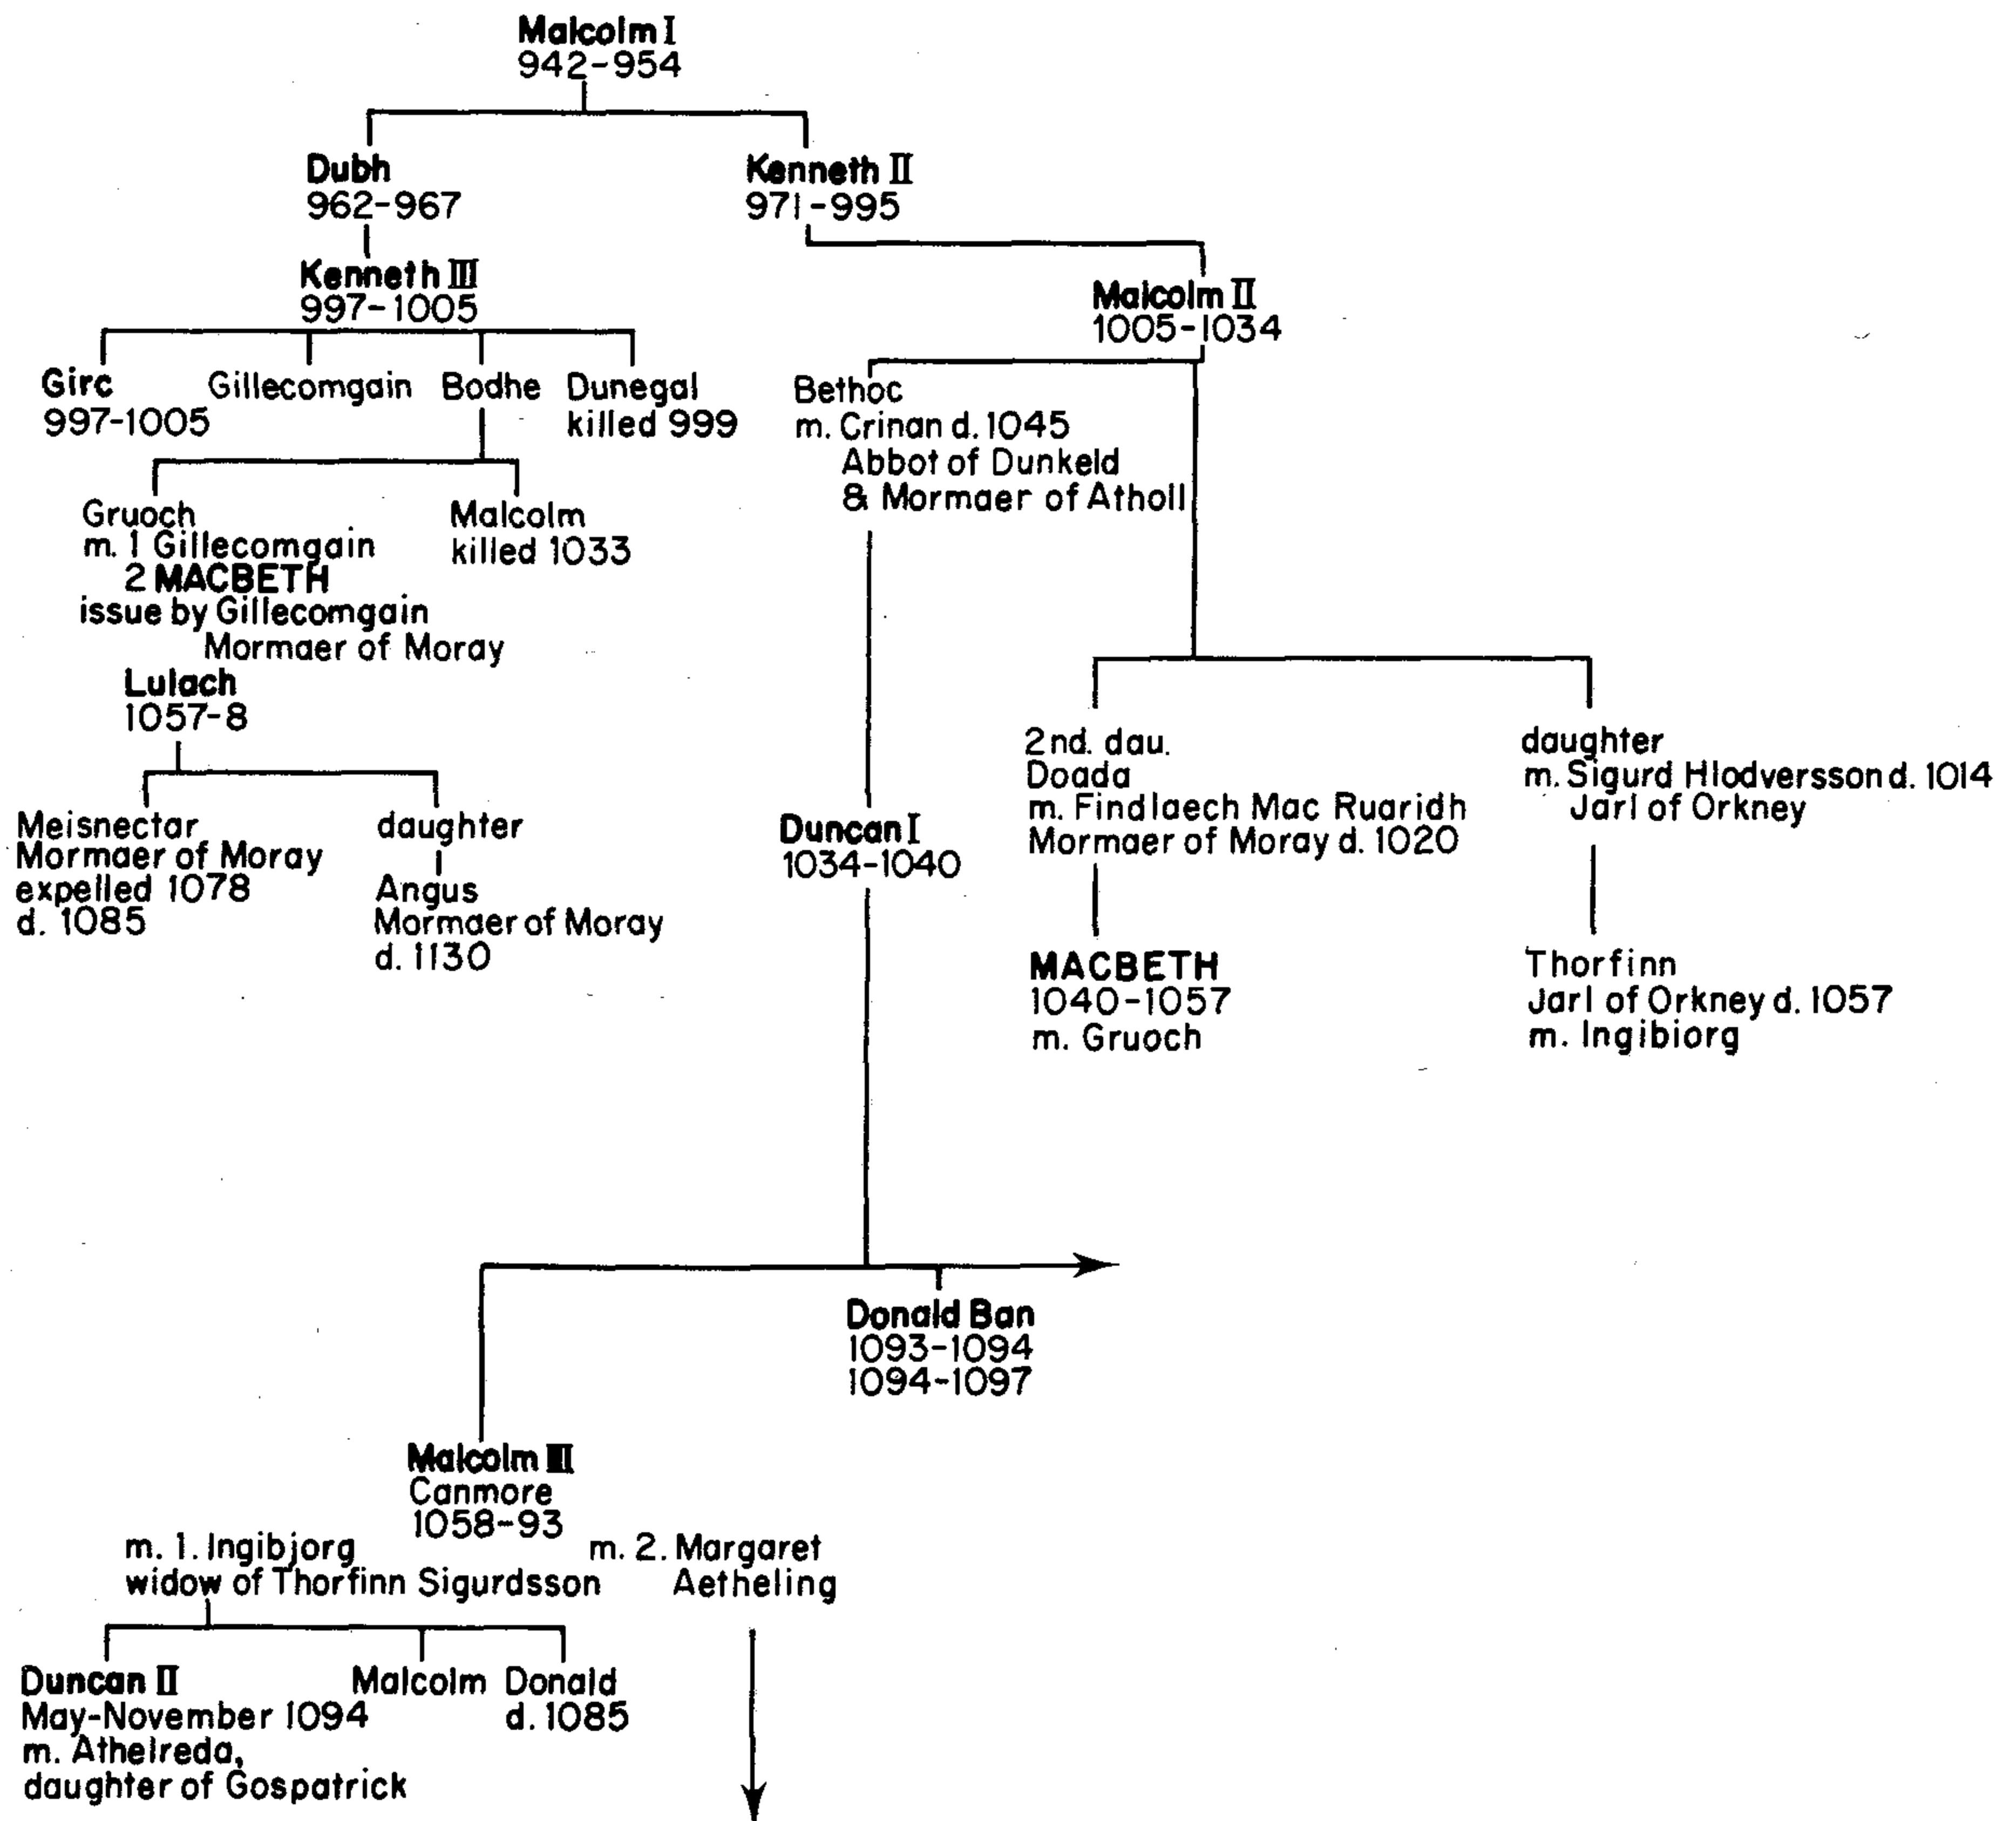 Malcolm I
942-954
Dubh
962-967
Kenneth II
971-995
Kenneth III
997-1005
Malcolm II
1005-1034
Girc
997-1005
Gillecomgain
Bodhe
Dunegal
killed 999
Bethoc
m. Crinan d. 1045
Abbot of Dunkeld
& Mormaer of Atholl
Gruoch
m. 1 Gillecomgain
2 MACBETH
issue by Gillecomgain
Mormaer of Moray
Malcolm
killed 1033
Lulach
1057-8
Meisnectar
Mormaer of Moray
expelled 1078
d. 1085
daughter
Angus
Mormaer of Moray
d. 1130
Duncan I
1034-1040
2nd. dau.
Doada
m. Findlaech Mac Ruaridh
Mormaer of Moray d. 1020
daughter
m. Sigurd Hlodversson d. 1014
Jarl of Orkney
MACBETH
1040-1057
m. Gruoch
Thorfinn
Jarl of Orkney d. 1057
m. Ingibiorg
Donald Ban
1093-1094
1094-1097
Malcolm III
Canmore
1058-93
m. 1. Ingibjorg
widow of Thorfinn Sigurdsson
m. 2. Margaret
Aetheling
Duncan II
May-November 1094
m. Athelreda,
daughter of Gospatrick
Malcolm
Donald
d. 1085